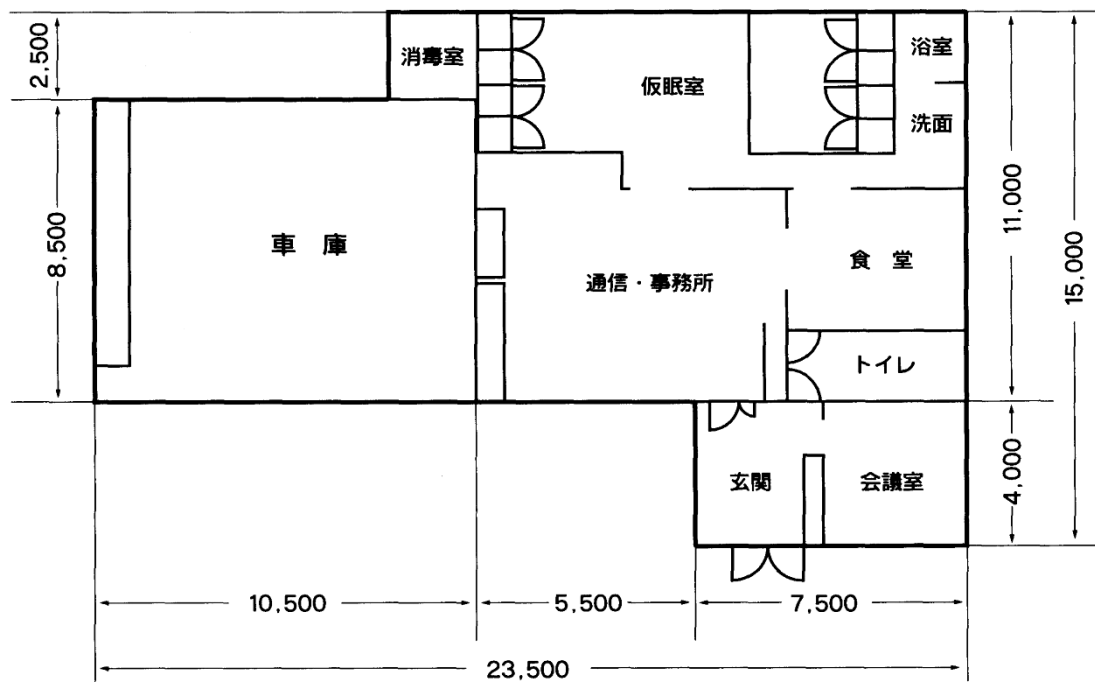 2,500
消毒室
仮眠室
浴室
洗面
8,500
車 庫
通信・事務所
食 堂
トイレ
11,000
15,000
玄関
会議室
4,000
10,500
5,500
7,500
23,500